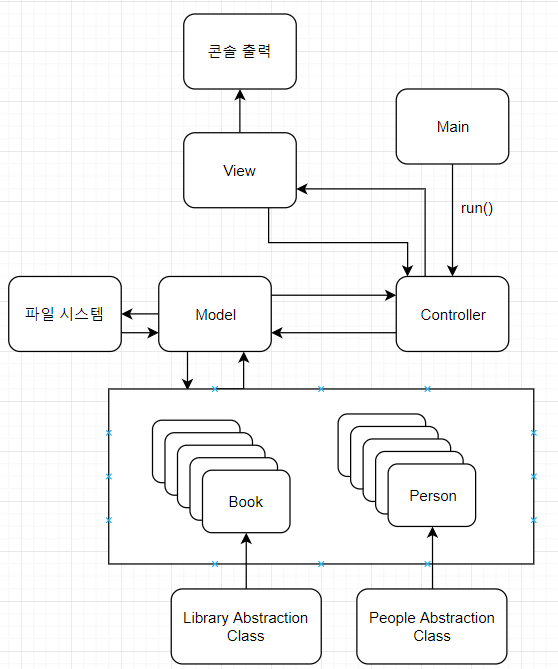 콘솔 출력
Main
View
run()
파일 시스템
Model
Controller
Book
Person
Library Abstraction
Class
People Abstraction
Class